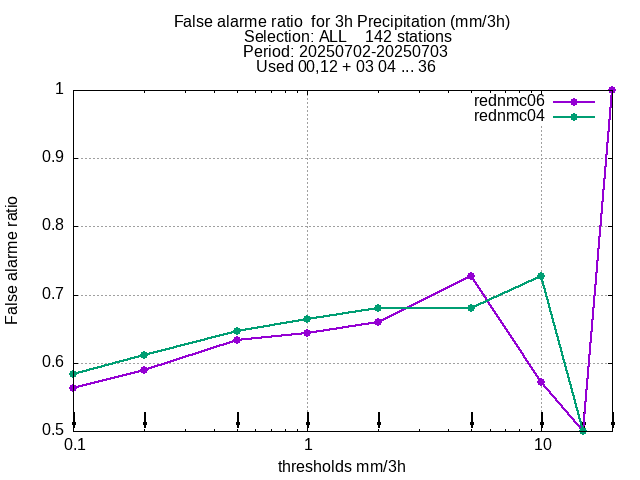 False alarme ratio  for 3h Precipitation (mm/3h)
Selection: ALL    142 stations
Period: 20250702-20250703
Used 00,12 + 03 04 ... 36
rednmc06
rednmc04
1
0.9
0.8
0.7
0.6
0.5
False alarme ratio
0.1
1
10
thresholds mm/3h